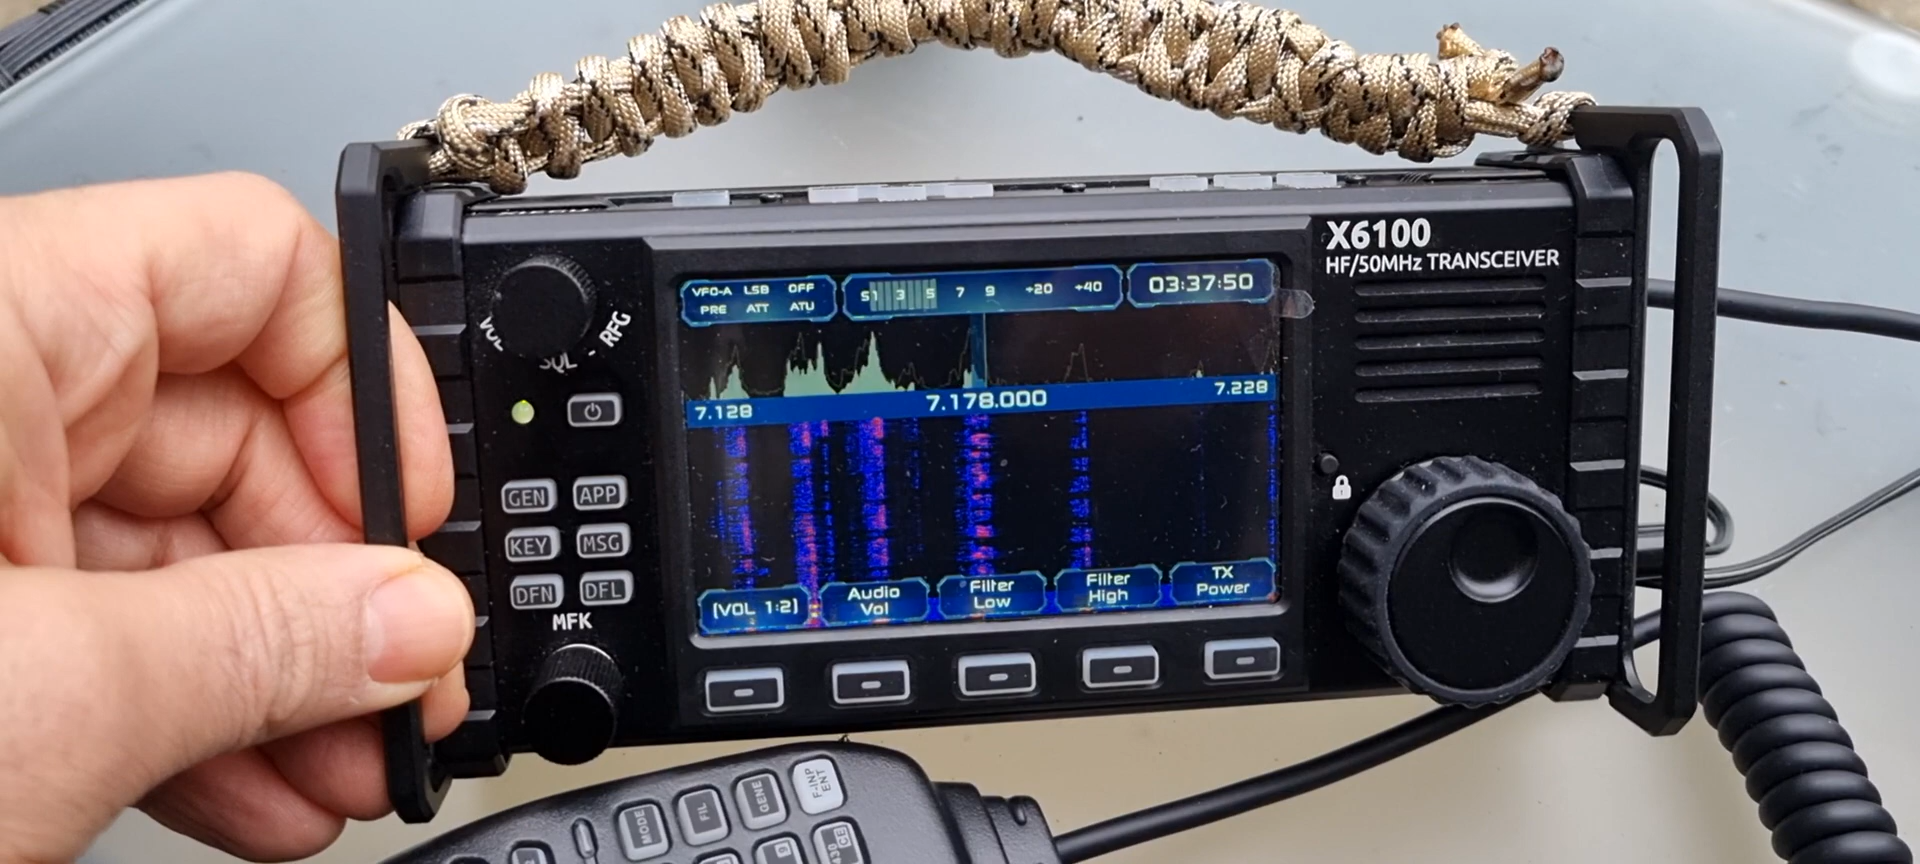 X6100
HF/50MHz TRANSCEIVER
VFO-A LSB OFF
PRE ATT ATU
S1 3 5 7 9 +20 +40
03:37:50
VOL
SQL - RFG
7.128
7.178.000
7.228
GEN APP
KEY MSG
DFN DFL
MFK
[VOL 1:2]
Audio
Vol
Filter
Low
Filter
High
TX
Power
MODE
FIL
GENE
F-INP
ENT
9